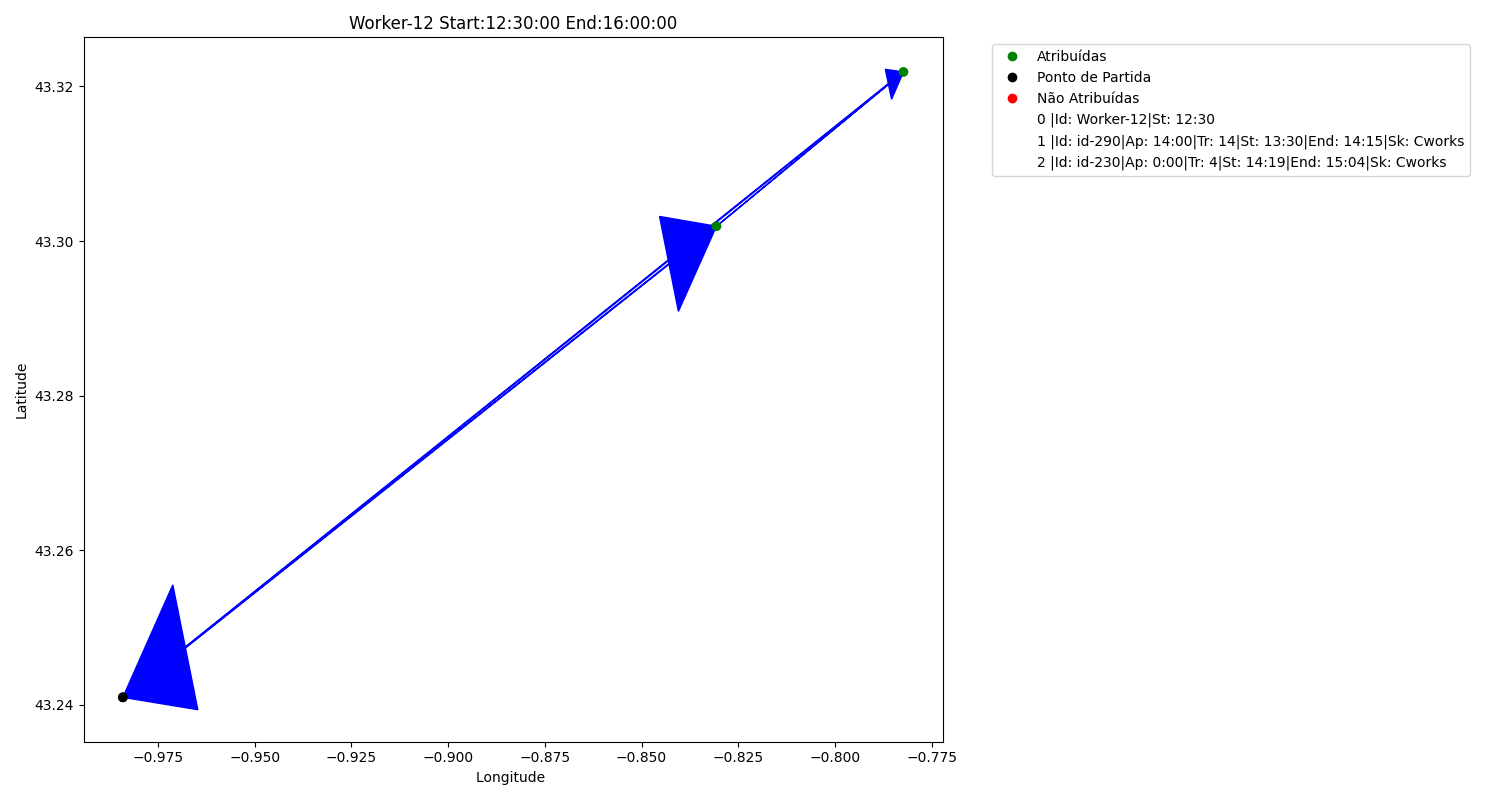 Worker-12 Start:12:30:00 End:16:00:00
43.32
43.30
43.28
43.26
43.24
Latitude
−0.975
−0.950
−0.925
−0.900
−0.875
−0.850
−0.825
−0.800
−0.775
Longitude
Atribuídas
Ponto de Partida
Não Atribuídas
0 |Id: Worker-12|St: 12:30
1 |Id: id-290|Ap: 14:00|Tr: 14|St: 13:30|End: 14:15|Sk: Cworks
2 |Id: id-230|Ap: 0:00|Tr: 4|St: 14:19|End: 15:04|Sk: Cworks